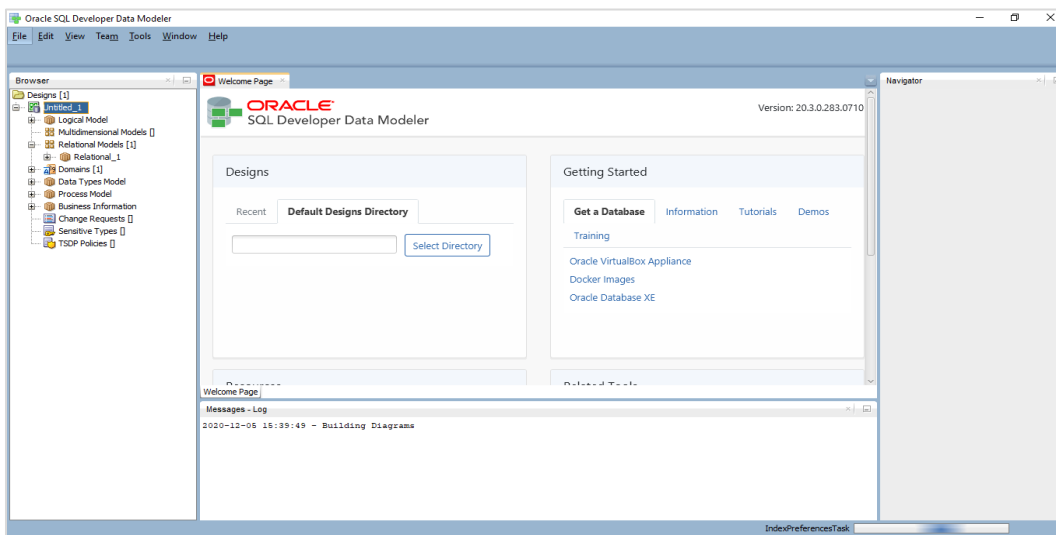 Oracle SQL Developer Data Modeler
File Edit View Team Tools Window Help
Browser
Designs [1]
Untitled_1
Logical Model
Multidimensional Models []
Relational Models [1]
Relational_1
Domains [1]
Data Types Model
Process Model
Business Information
Change Requests []
Sensitive Types []
TSDP Policies []
Welcome Page
ORACLE
SQL Developer Data Modeler
Version: 20.3.0.283.0710
Designs
Recent Default Designs Directory
Select Directory
Getting Started
Get a Database Information Tutorials Demos
Training
Oracle VirtualBox Appliance
Docker Images
Oracle Database XE
Resources
Related Tools
Welcome Page
Messages - Log
2020-12-05 15:39:49 - Building Diagrams
Navigator
IndexPreferencesTask